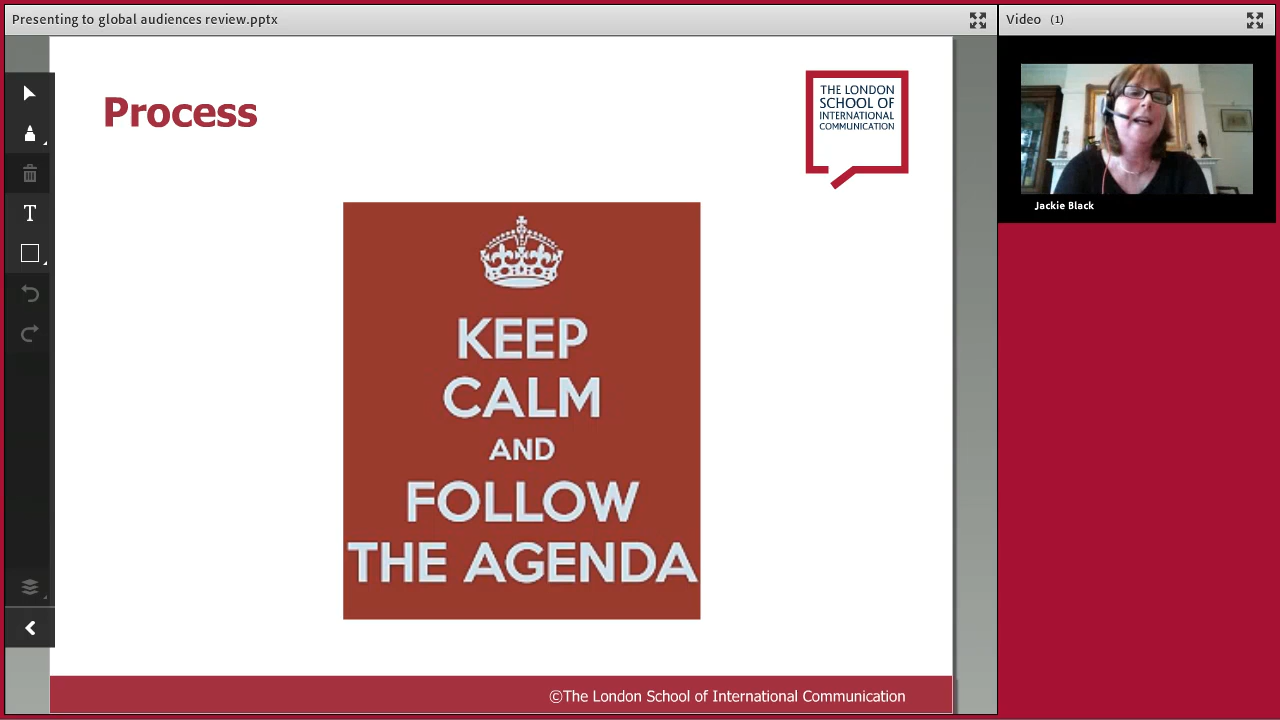 Presenting to global audiences review.pptx
Video (1)
Process
THE LONDON
SCHOOL OF
INTERNATIONAL
COMMUNICATION
Jackie Black
T
KEEP
CALM
AND
FOLLOW
THE AGENDA
©The London School of International Communication